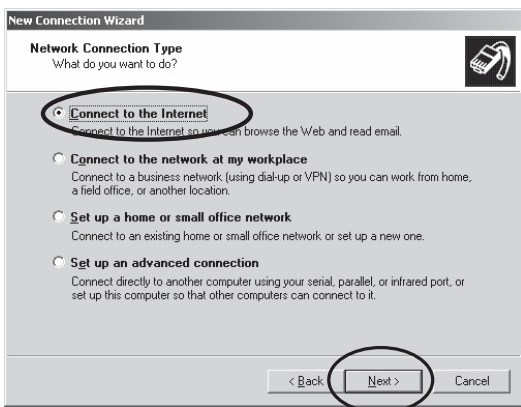 New Connection Wizard
Network Connection Type
What do you want to do?
Connect to the Internet
Connect to the Internet so you can browse the Web and read email.
Connect to the network at my workplace
Connect to a business network (using dial-up or VPN) so you can work from home,
a field office, or another location.
Set up a home or small office network
Connect to an existing home or small office network or set up a new one.
Set up an advanced connection
Connect directly to another computer using your serial, parallel, or infrared port, or
set up this computer so that other computers can connect to it.
< Back Next > Cancel